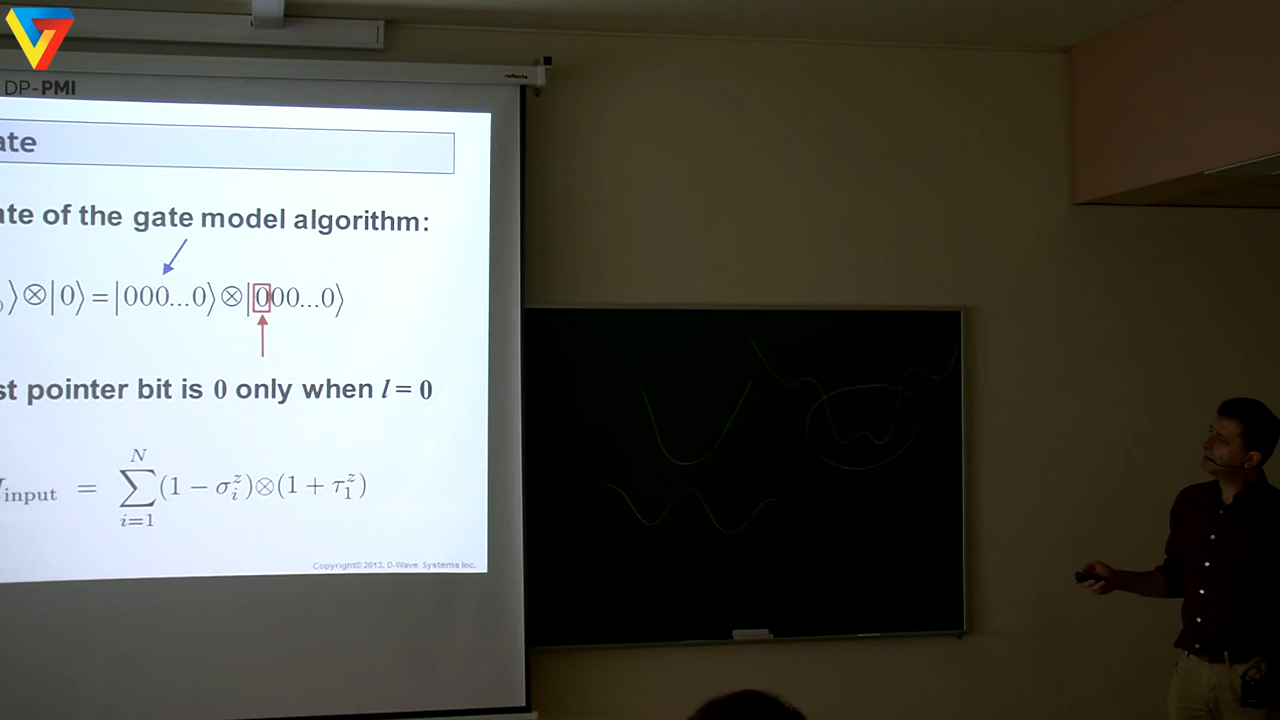 DP-PMI
reflecta
ate
ate of the gate model algorithm:
⟩⊗|0⟩=|000...0⟩⊗|000...0⟩
st pointer bit is 0 only when l = 0
input = ∑_{i=1}^{N}(1 − σ_i^z)⊗(1 + τ_1^z)
Copyright© 2013, D-Wave Systems Inc.